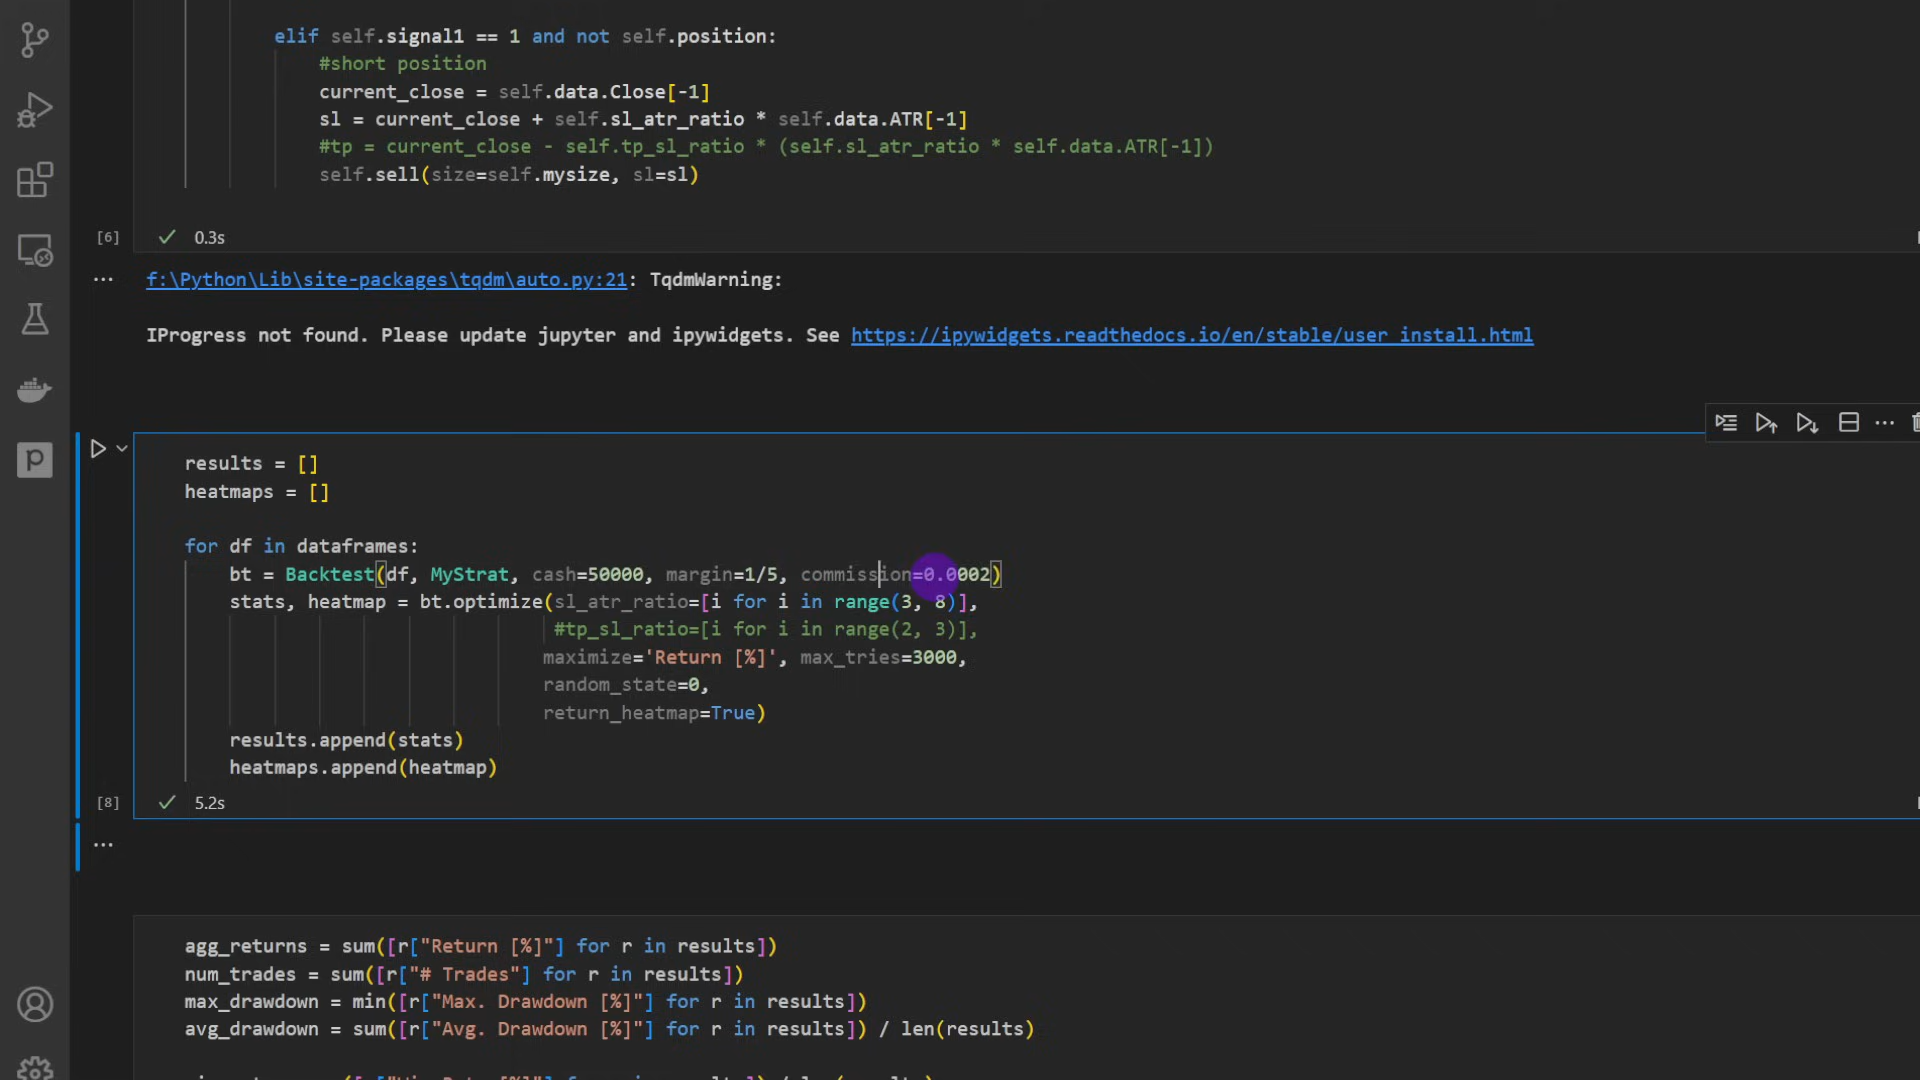 elif self.signal1 == 1 and not self.position:
#short position
current_close = self.data.Close[-1]
sl = current_close + self.sl_atr_ratio * self.data.ATR[-1]
#tp = current_close - self.tp_sl_ratio * (self.sl_atr_ratio * self.data.ATR[-1])
self.sell(size=self.mysize, sl=sl)
[6] 0.3s
f:\Python\Lib\site-packages\tqdm\auto.py:21: TqdmWarning:
IProgress not found. Please update jupyter and ipywidgets. See https://ipywidgets.readthedocs.io/en/stable/user_install.html
results = []
heatmaps = []
for df in dataframes:
bt = Backtest(df, MyStrat, cash=50000, margin=1/5, commission=0.0002)
stats, heatmap = bt.optimize(sl_atr_ratio=[i for i in range(3, 8)],
#tp_sl_ratio=[i for i in range(2, 3)],
maximize='Return [%]', max_tries=3000,
random_state=0,
return_heatmap=True)
results.append(stats)
heatmaps.append(heatmap)
[8] 5.2s
agg_returns = sum([r["Return [%]"] for r in results])
num_trades = sum([r["# Trades"] for r in results])
max_drawdown = min([r["Max. Drawdown [%]"] for r in results])
avg_drawdown = sum([r["Avg. Drawdown [%]"] for r in results]) / len(results)